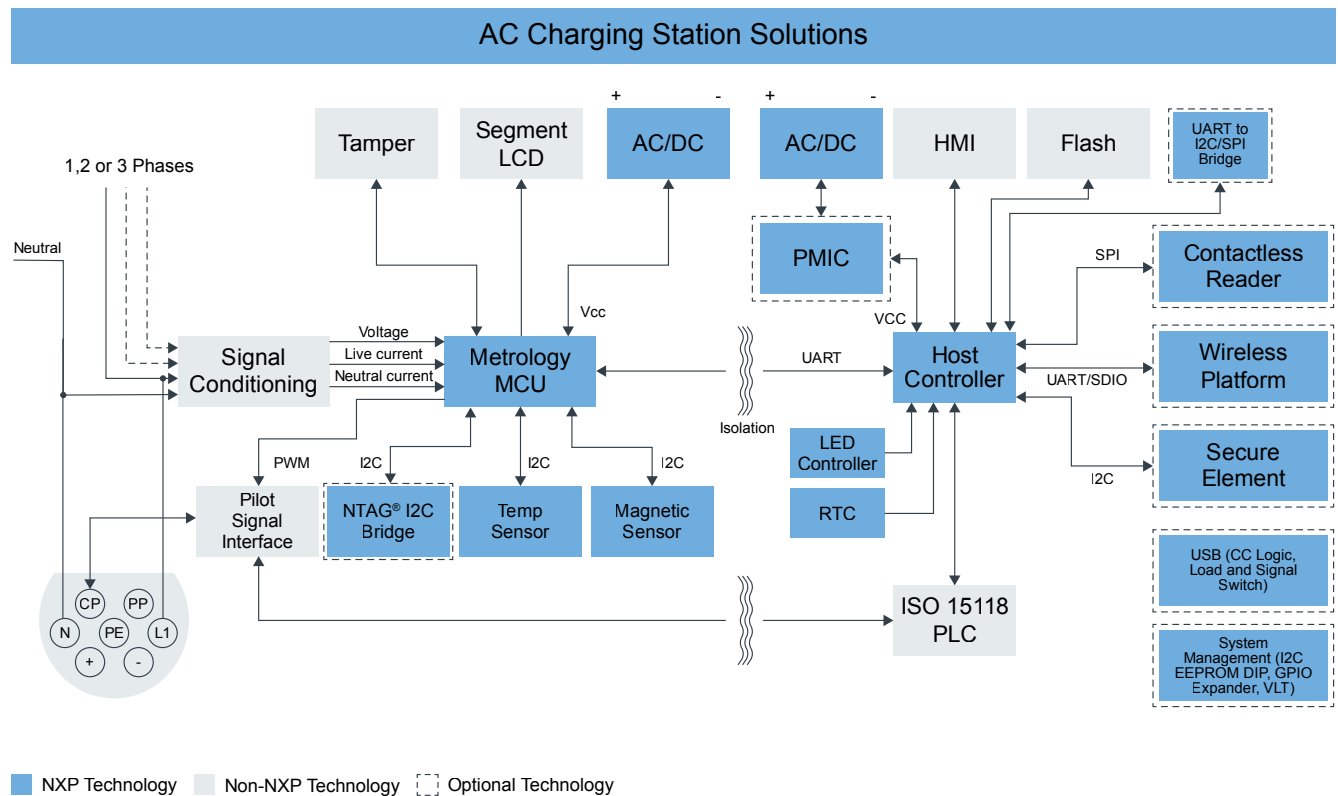 AC Charging Station Solutions
+ -
+ -
Tamper
Segment
LCD
AC/DC
AC/DC
HMI
Flash
UART to
I2C/SPI
Bridge
1,2 or 3 Phases
Neutral
PMIC
SPI
Contactless
Reader
Vcc
VCC
Signal
Conditioning
Voltage
Live current
Neutral current
Metrology
MCU
UART
Host
Controller
UART/SDIO
Wireless
Platform
Isolation
LED
Controller
RTC
I2C
Secure
Element
PWM
I2C
I2C
I2C
Pilot
Signal
Interface
NTAG® I2C
Bridge
Temp
Sensor
Magnetic
Sensor
USB (CC Logic,
Load and Signal
Switch)
CP
PP
N
PE
L1
+
-
ISO 15118
PLC
System
Management (I2C
EEPROM DIP, GPIO
Expander, VLT)
NXP Technology
Non-NXP Technology
Optional Technology